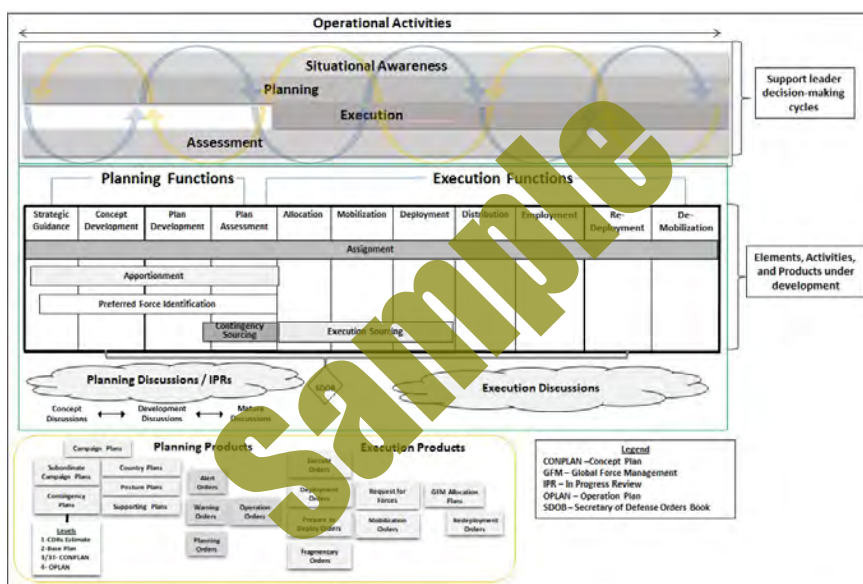 Operational Activities
Situational Awareness
Planning
Execution
Assessment
Support leader
decision-making
cycles
Planning Functions
Execution Functions
Strategic
Guidance
Concept
Development
Plan
Development
Plan
Assessment
Allocation
Mobilization
Deployment
Distribution
Employment
Re-
Deployment
De-
Mobilization
Assignment
Apportionment
Preferred Force Identification
Contingency
Sourcing
Execution Sourcing
Elements, Activities,
and Products under
development
Planning Discussions / IPRs
SDOB
Execution Discussions
Concept
Discussions
Development
Discussions
Mature
Discussions
Planning Products
Execution Products
Campaign Plans
Subordinate
Campaign Plans
Country Plans
Posture Plans
Contingency
Plans
Supporting Plans
Alert
Orders
Warning
Orders
Operation
Orders
Planning
Orders
Execute
Orders
Deployment
Orders
Prepare to
Deploy Orders
Fragmentary
Orders
Request for
Forces
Mobilization
Orders
GFM Allocation
Plans
Redeployment
Orders
Levels
1-CDRs Estimate
2-Base Plan
3/3T- CONPLAN
4- OPLAN
Legend
CONPLAN –Concept Plan
GFM – Global Force Management
IPR – In Progress Review
OPLAN – Operation Plan
SDOB – Secretary of Defense Orders Book
Sample